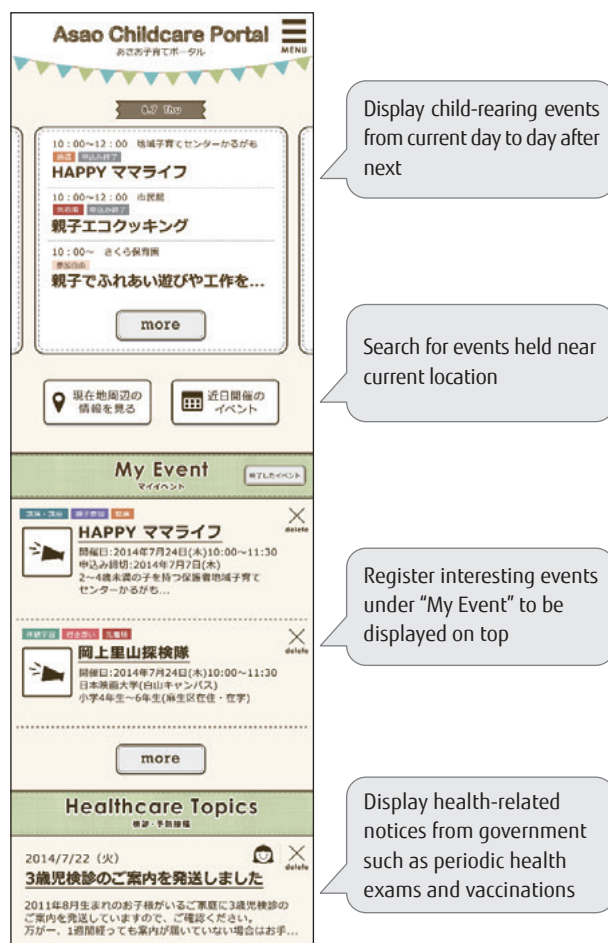 Asao Childcare Portal
あさお子育てポータル
MENU
Thu
10：00～12：00 地域子育てセンターかるがも
申込み終了
HAPPY ママライフ
10：00～12：00 市民館
申込み終了
親子エコクッキング
10：00～ さくら保育園
参加自由
親子でふれあい遊びや工作を...
more
現在地周辺の
情報を見る
近日開催の
イベント
My Event
マイイベント
終了したイベント
delete
HAPPY ママライフ
開催日:2014年7月24日(木)10:00～11:30
申込み締切:2014年7月7日(木)
2～4歳未満の子を持つ保護者地域子育て
センターかるがも...
delete
岡上里山探検隊
開催日:2014年7月24日(木)10:00～11:30
日本映画大学(白山キャンパス)
小学4年生～6年生(麻生区在住・在学)
more
Healthcare Topics
検診・予防接種
2014/7/22（火）
delete
3歳児検診のご案内を発送しました
2011年8月生まれのお子様がいるご家庭に3歳児検診の
ご案内を発送していますので、ご確認ください。
万が一、1週間経っても案内が届いていない場合はお手...
Display child-rearing events
from current day to day after
next
Search for events held near
current location
Register interesting events
under “My Event” to be
displayed on top
Display health-related
notices from government
such as periodic health
exams and vaccinations